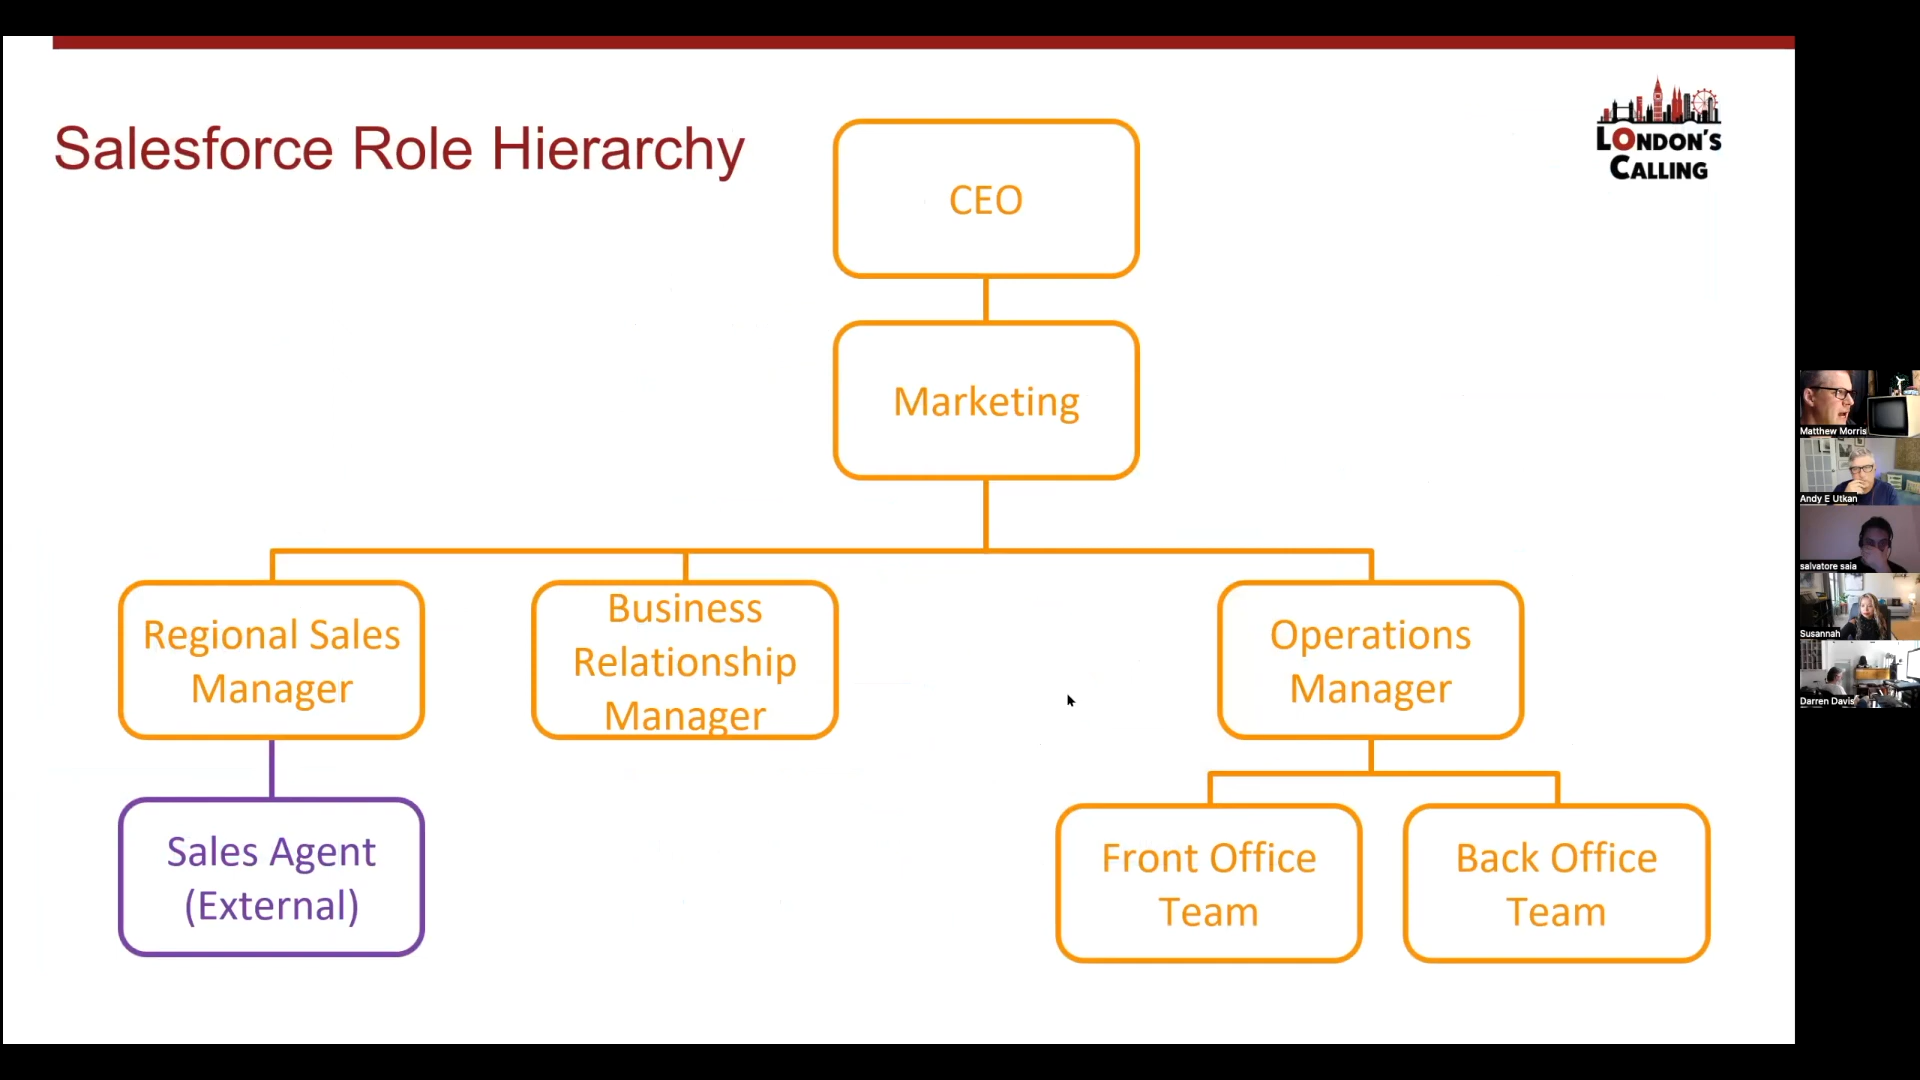 Salesforce Role Hierarchy
CEO
LONDON'S
CALLING
Marketing
Regional Sales
Manager
Business
Relationship
Manager
Operations
Manager
Sales Agent
(External)
Front Office
Team
Back Office
Team
Matthew Morris
Andy E Utkan
salvatore saia
Susannah
Darren Davis